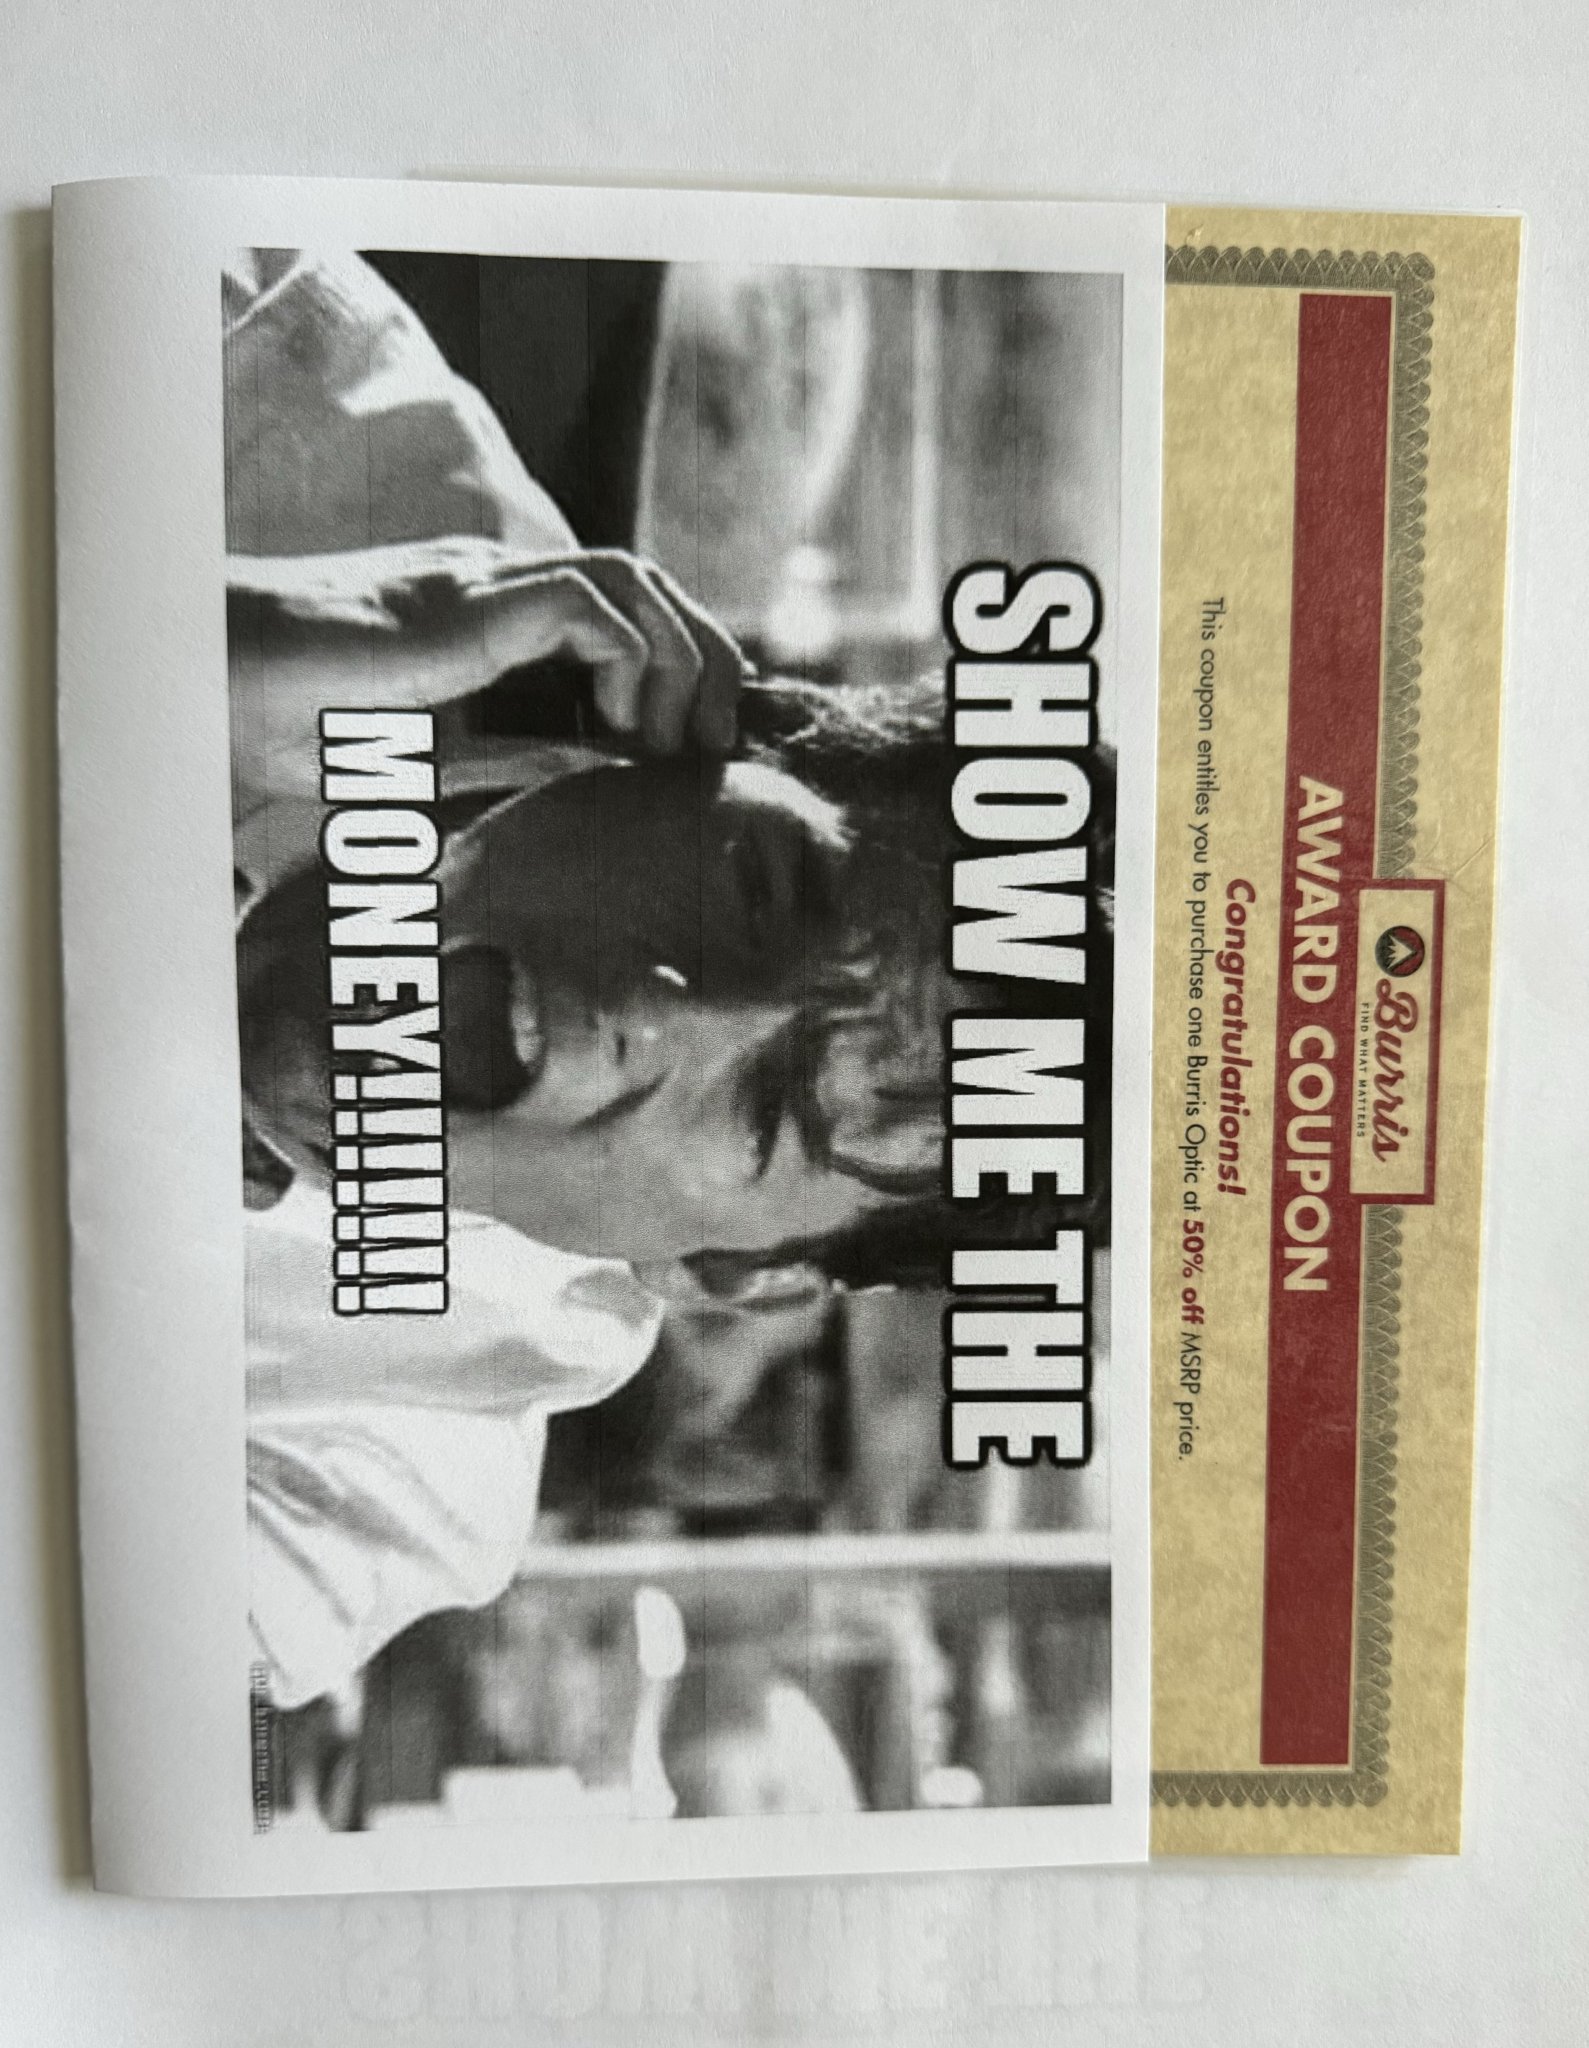 Burris
FIND WHAT MATTERS
AWARD COUPON
Congratulations!
This coupon entitles you to purchase one Burris Optic at 50% off MSRP price.
SHOW ME THE
MONEY!!!!!!